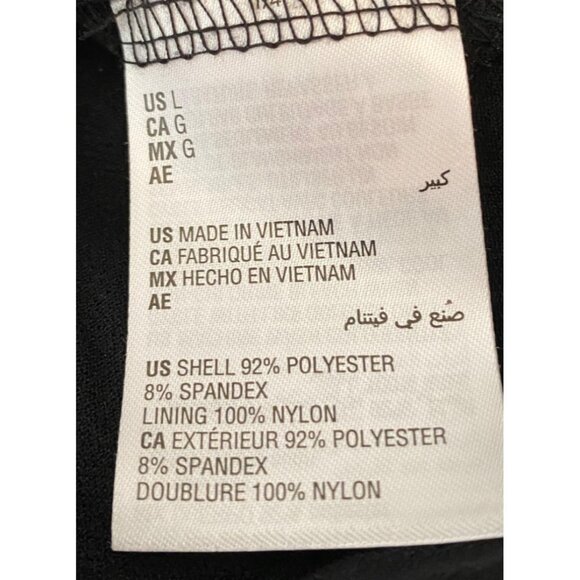 US L
CA G
MX G
AE
كبير
US MADE IN VIETNAM
CA FABRIQUÉ AU VIETNAM
MX HECHO EN VIETNAM
AE
صُنع في فيتنام
US SHELL 92% POLYESTER
8% SPANDEX
LINING 100% NYLON
CA EXTÉRIEUR 92% POLYESTER
8% SPANDEX
DOUBLURE 100% NYLON